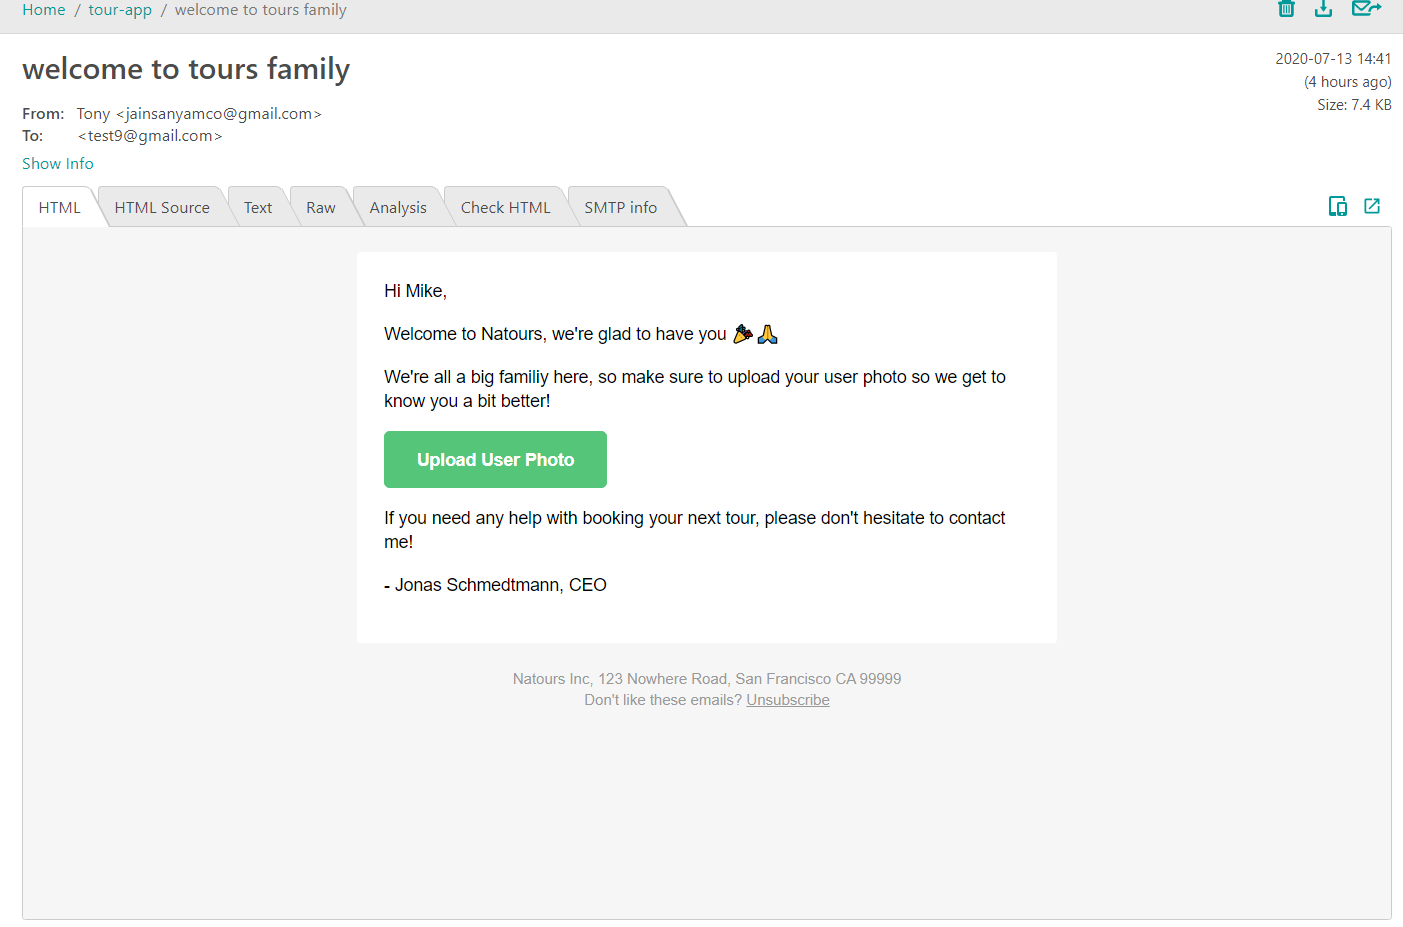 Home / tour-app / welcome to tours family
welcome to tours family
2020-07-13 14:41
(4 hours ago)
Size: 7.4 KB
From: Tony <jainsanyamco@gmail.com>
To: <test9@gmail.com>
Show Info
HTML HTML Source Text Raw Analysis Check HTML SMTP info
Hi Mike,
Welcome to Natours, we're glad to have you 🎉🙏
We're all a big familiy here, so make sure to upload your user photo so we get to
know you a bit better!
Upload User Photo
If you need any help with booking your next tour, please don't hesitate to contact
me!
- Jonas Schmedtmann, CEO
Natours Inc, 123 Nowhere Road, San Francisco CA 99999
Don't like these emails? Unsubscribe